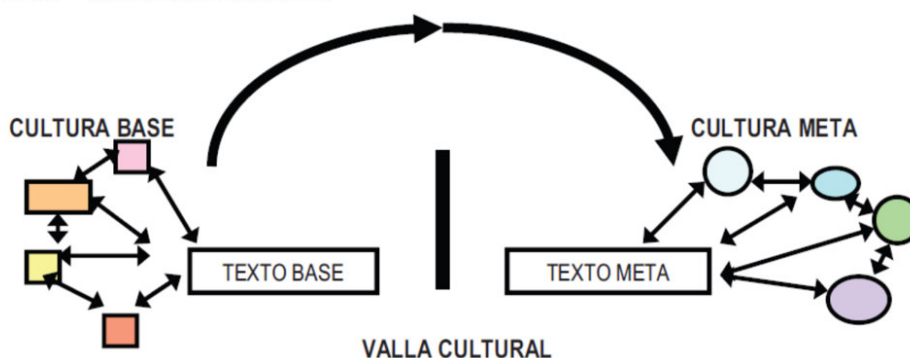 CULTURA BASE
CULTURA META
TEXTO BASE
TEXTO META
VALLA CULTURAL